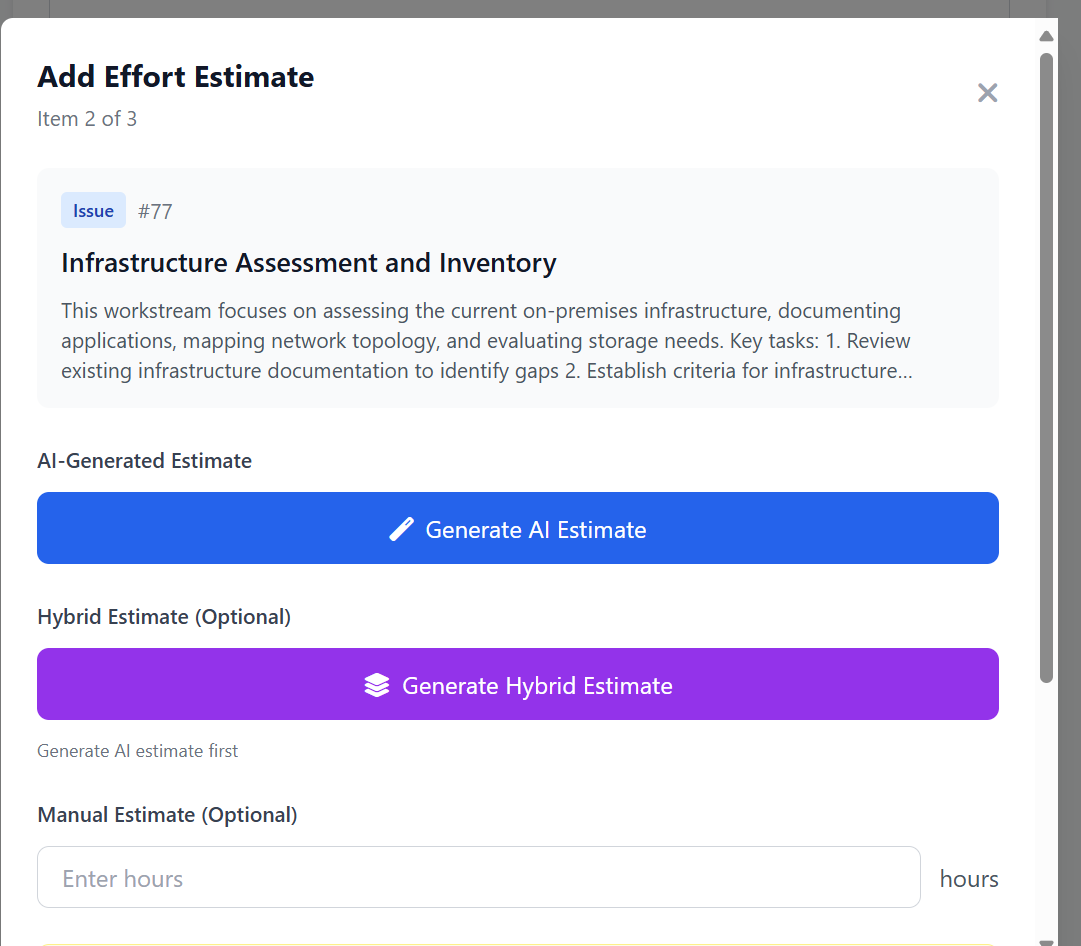 Add Effort Estimate
Item 2 of 3
Issue #77
Infrastructure Assessment and Inventory
This workstream focuses on assessing the current on-premises infrastructure, documenting
applications, mapping network topology, and evaluating storage needs. Key tasks: 1. Review
existing infrastructure documentation to identify gaps 2. Establish criteria for infrastructure...
AI-Generated Estimate
Generate AI Estimate
Hybrid Estimate (Optional)
Generate Hybrid Estimate
Generate AI estimate first
Manual Estimate (Optional)
Enter hours hours